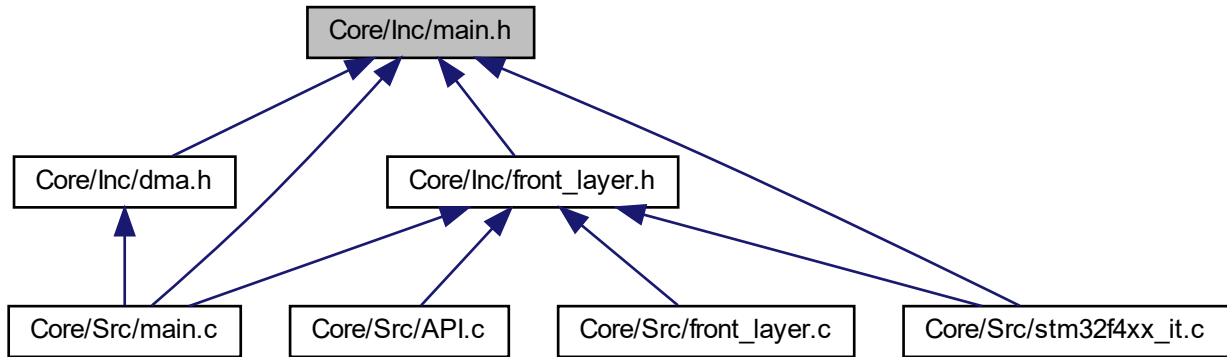 Core/Inc/main.h
Core/Inc/dma.h
Core/Inc/front_layer.h
Core/Src/main.c
Core/Src/API.c
Core/Src/front_layer.c
Core/Src/stm32f4xx_it.c